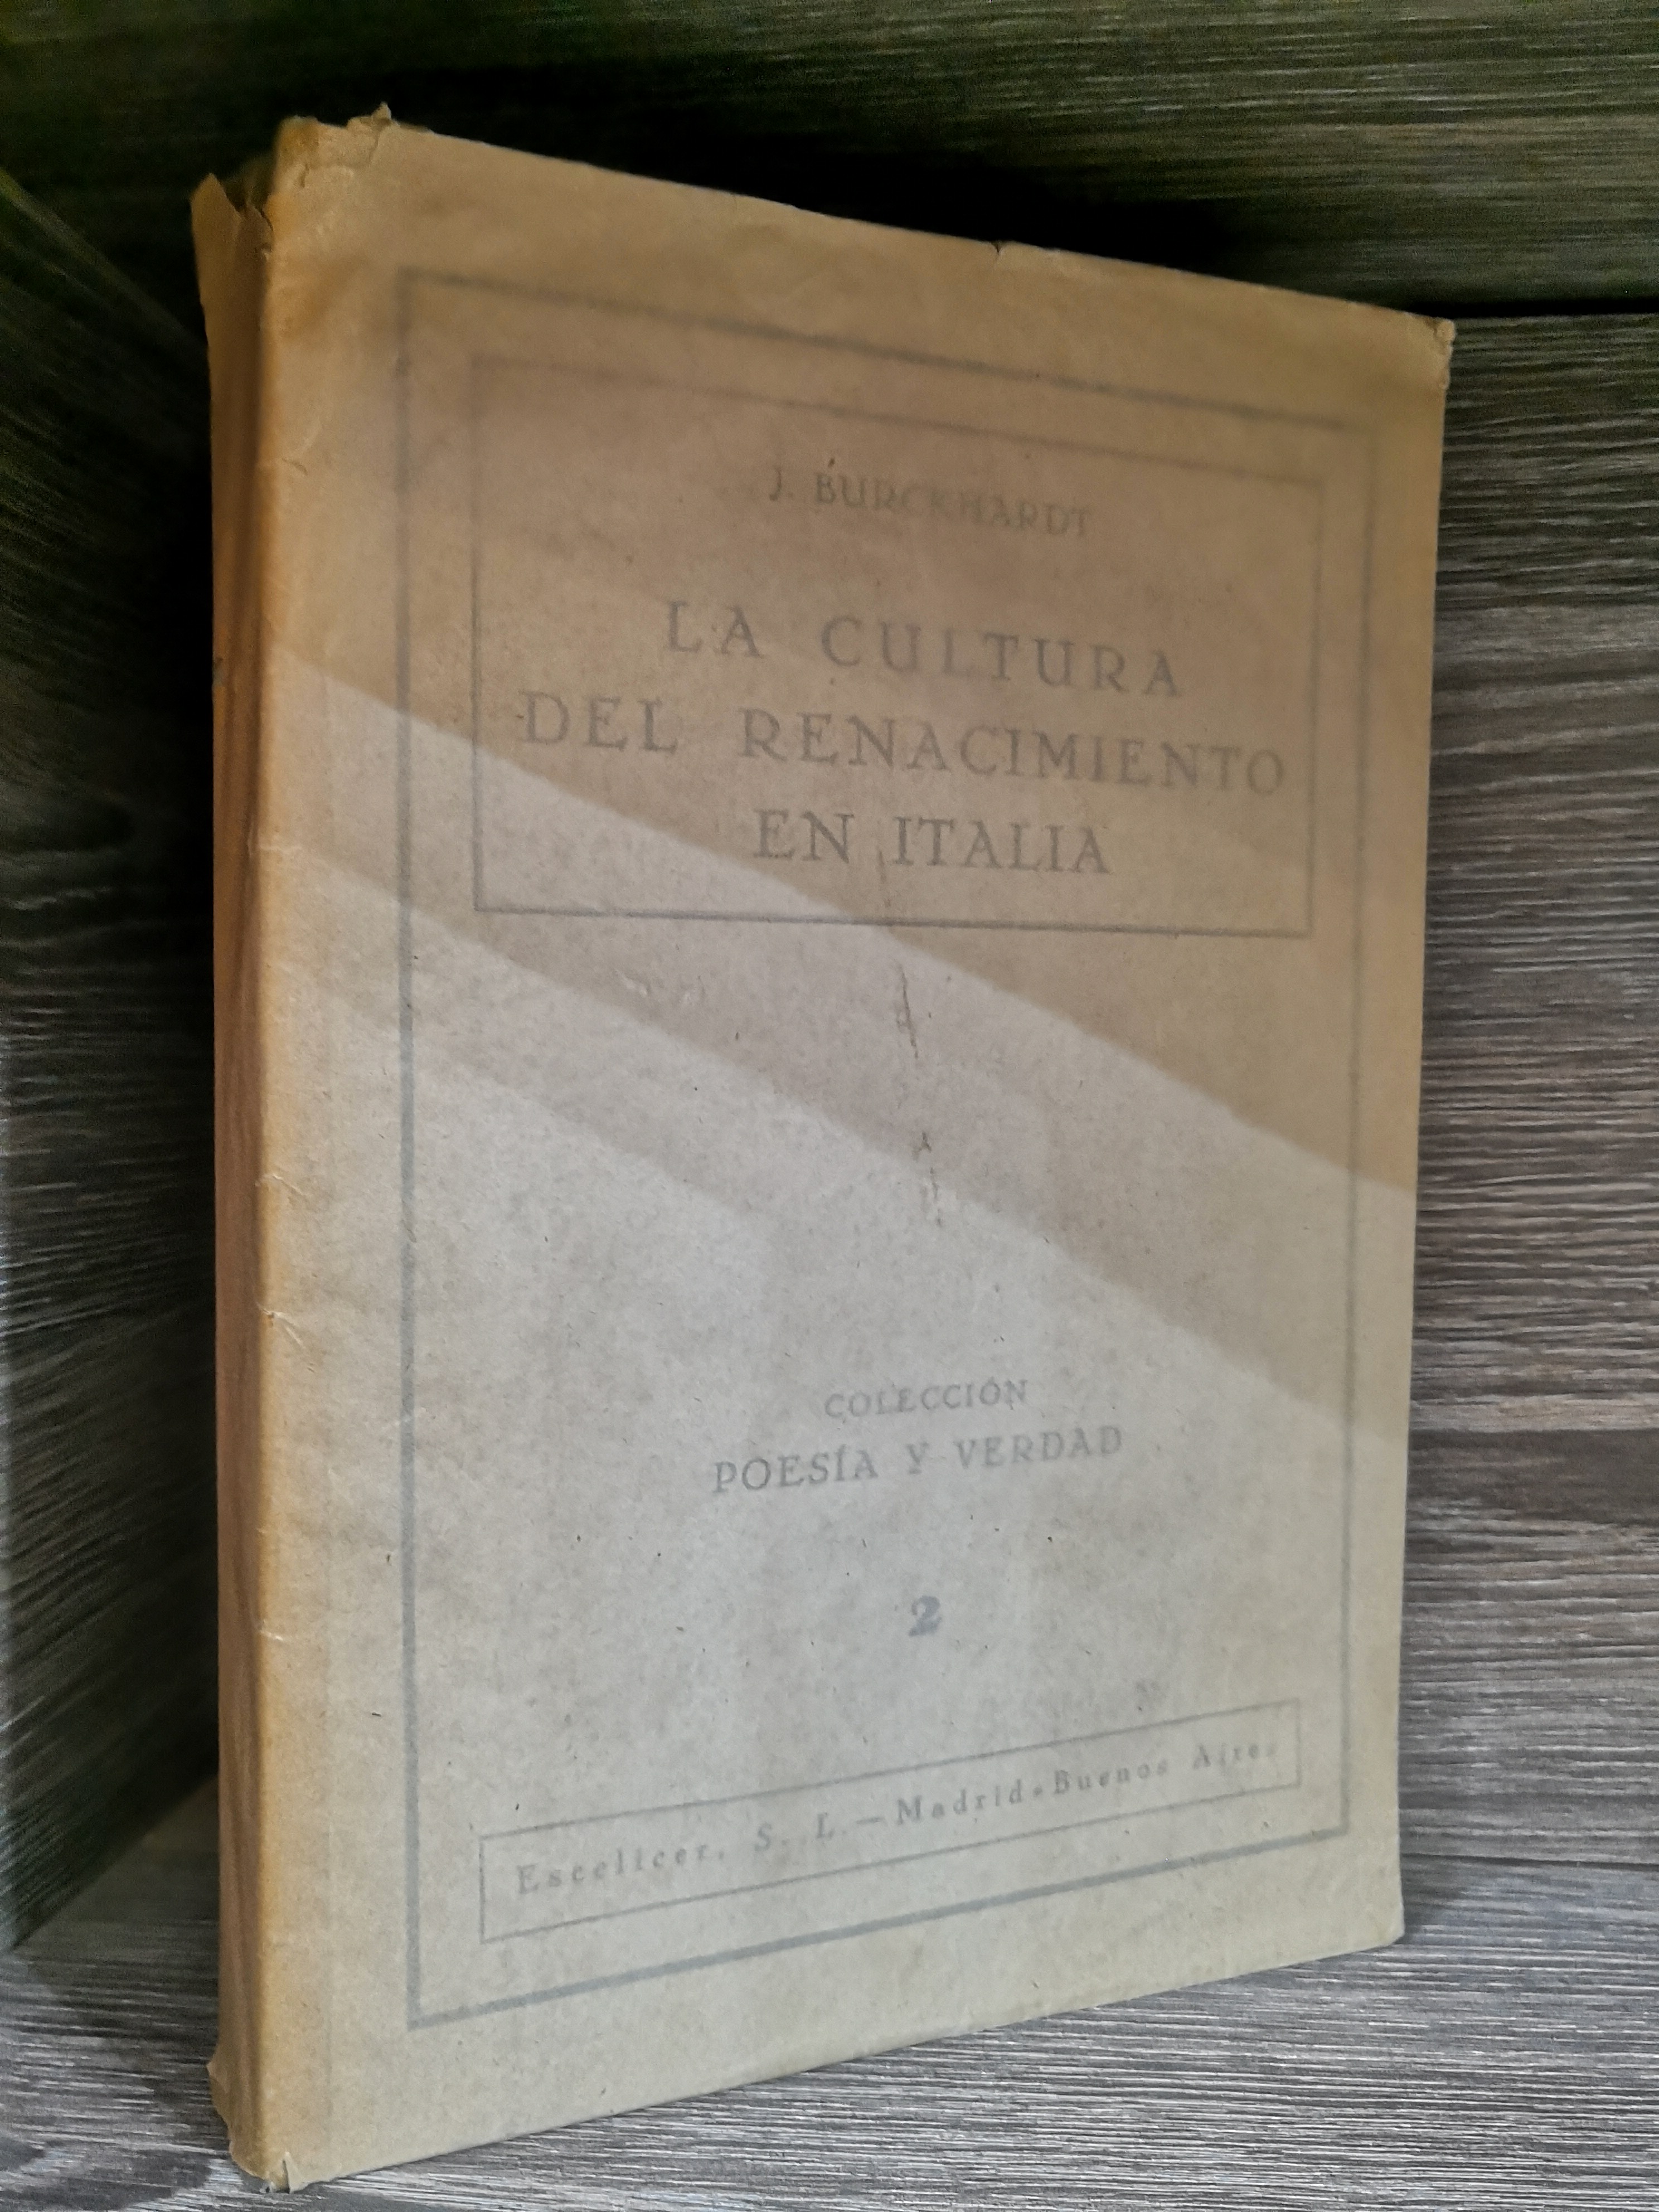 J. BURCKHARDT
LA CULTURA
DEL RENACIMIENTO
EN ITALIA
COLECCIÓN
POESÍA Y VERDAD
2
Escelicer, S. L.—Madrid-Buenos Aires